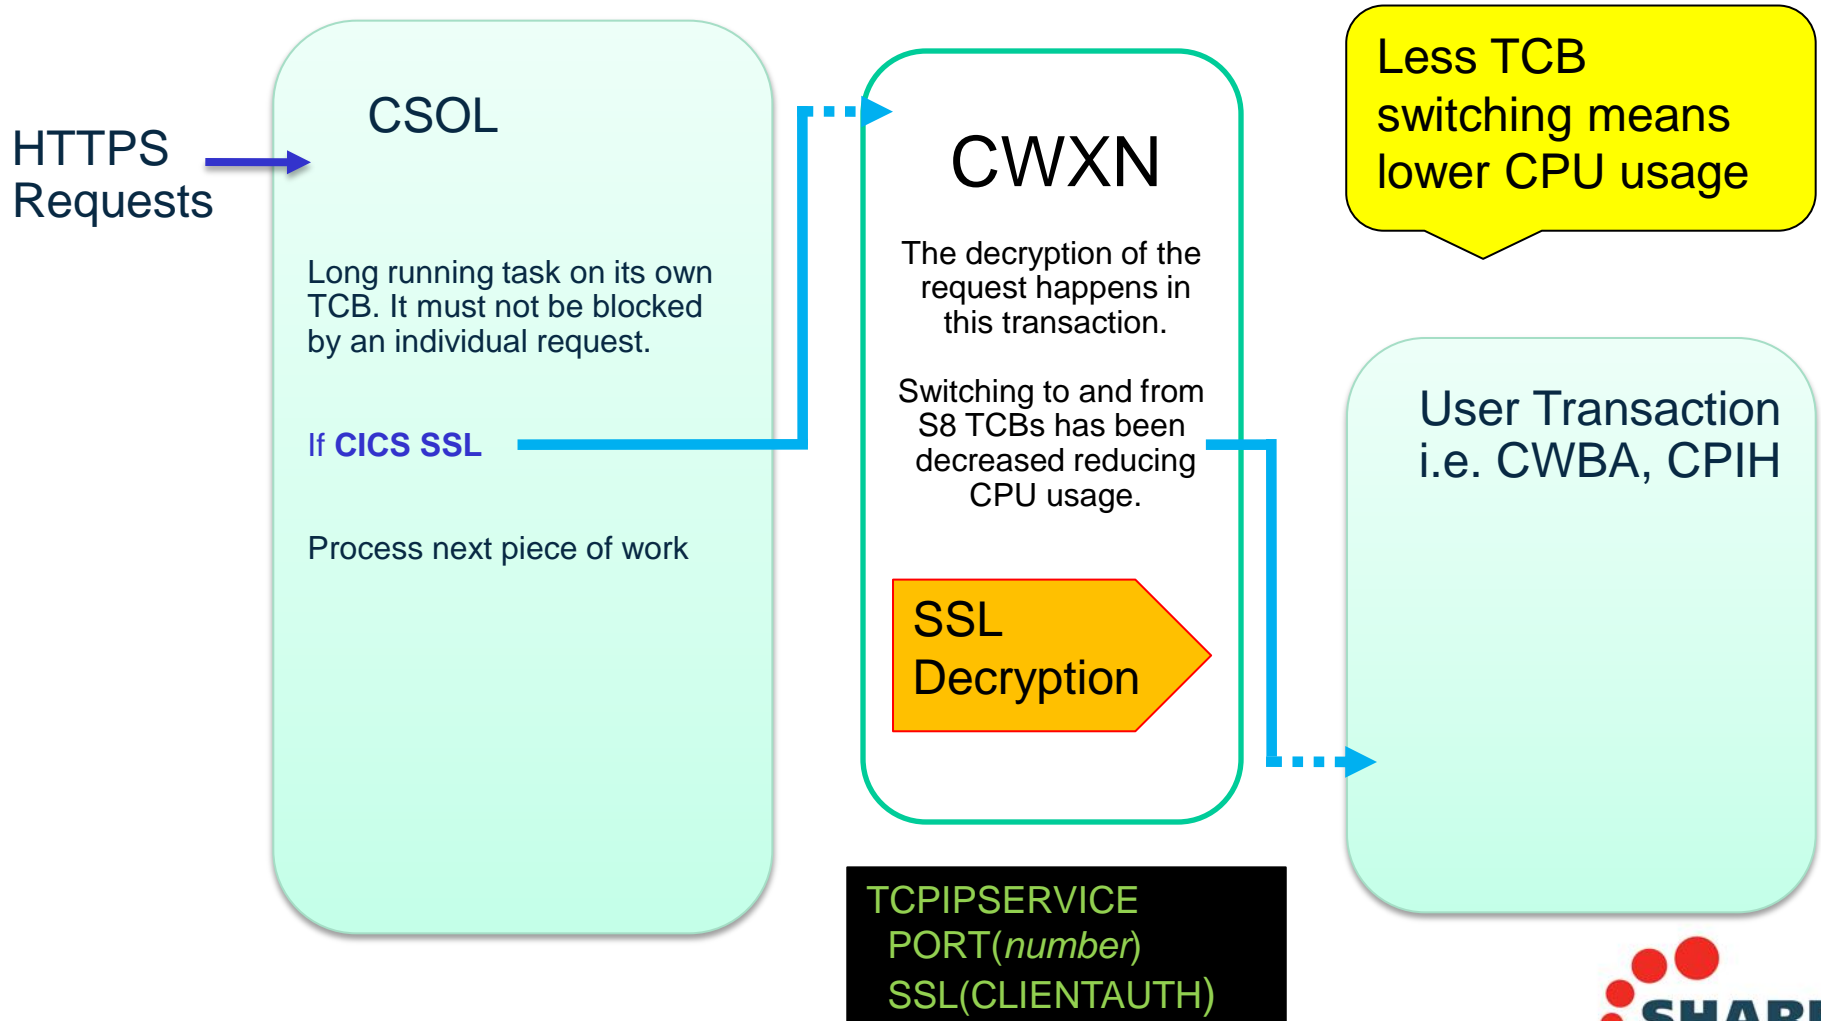 HTTPS
Requests
CSOL
Long running task on its own
TCB. It must not be blocked
by an individual request.
If CICS SSL
Process next piece of work
CWXN
The decryption of the
request happens in
this transaction.
Switching to and from
S8 TCBs has been
decreased reducing
CPU usage.
SSL
Decryption
TCPIPSERVICE
PORT(number)
SSL(CLIENTAUTH)
Less TCB
switching means
lower CPU usage
User Transaction
i.e. CWBA, CPIH